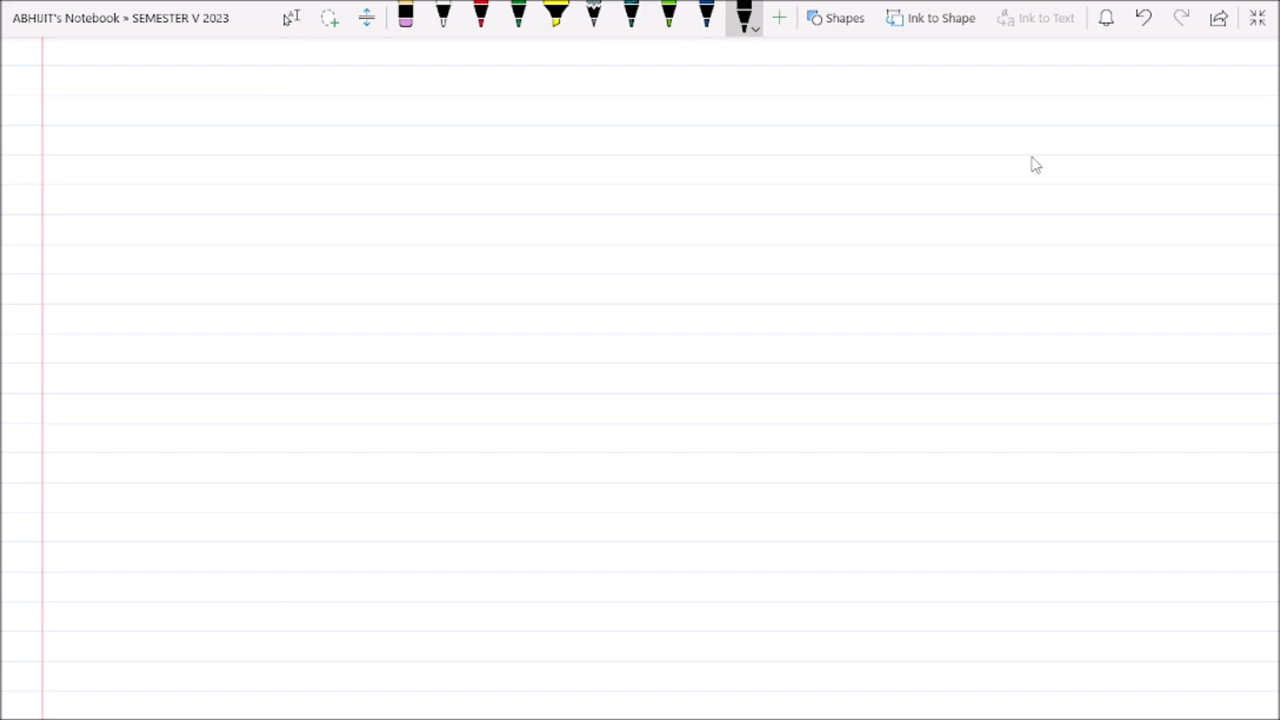 ABHIJIT's Notebook » SEMESTER V 2023
Shapes
Ink to Shape
Ink to Text